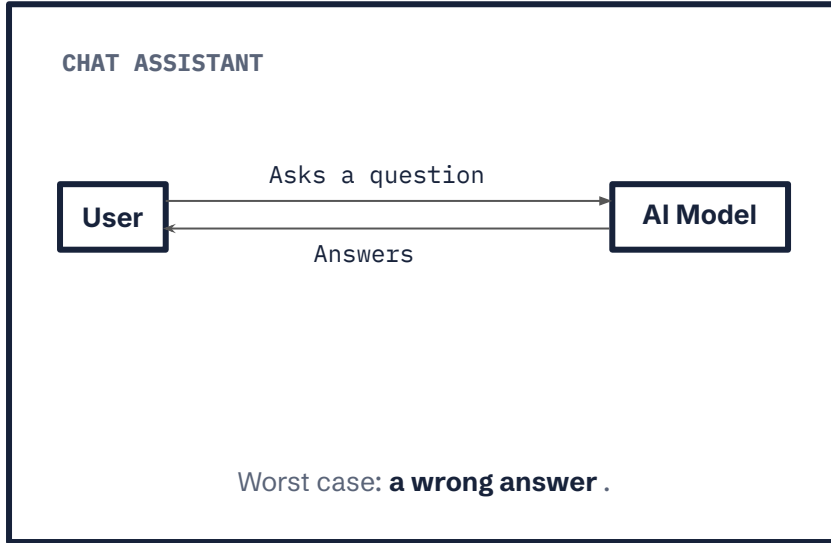 CHAT ASSISTANT
Asks a question
User
AI Model
Answers
Worst case: a wrong answer .